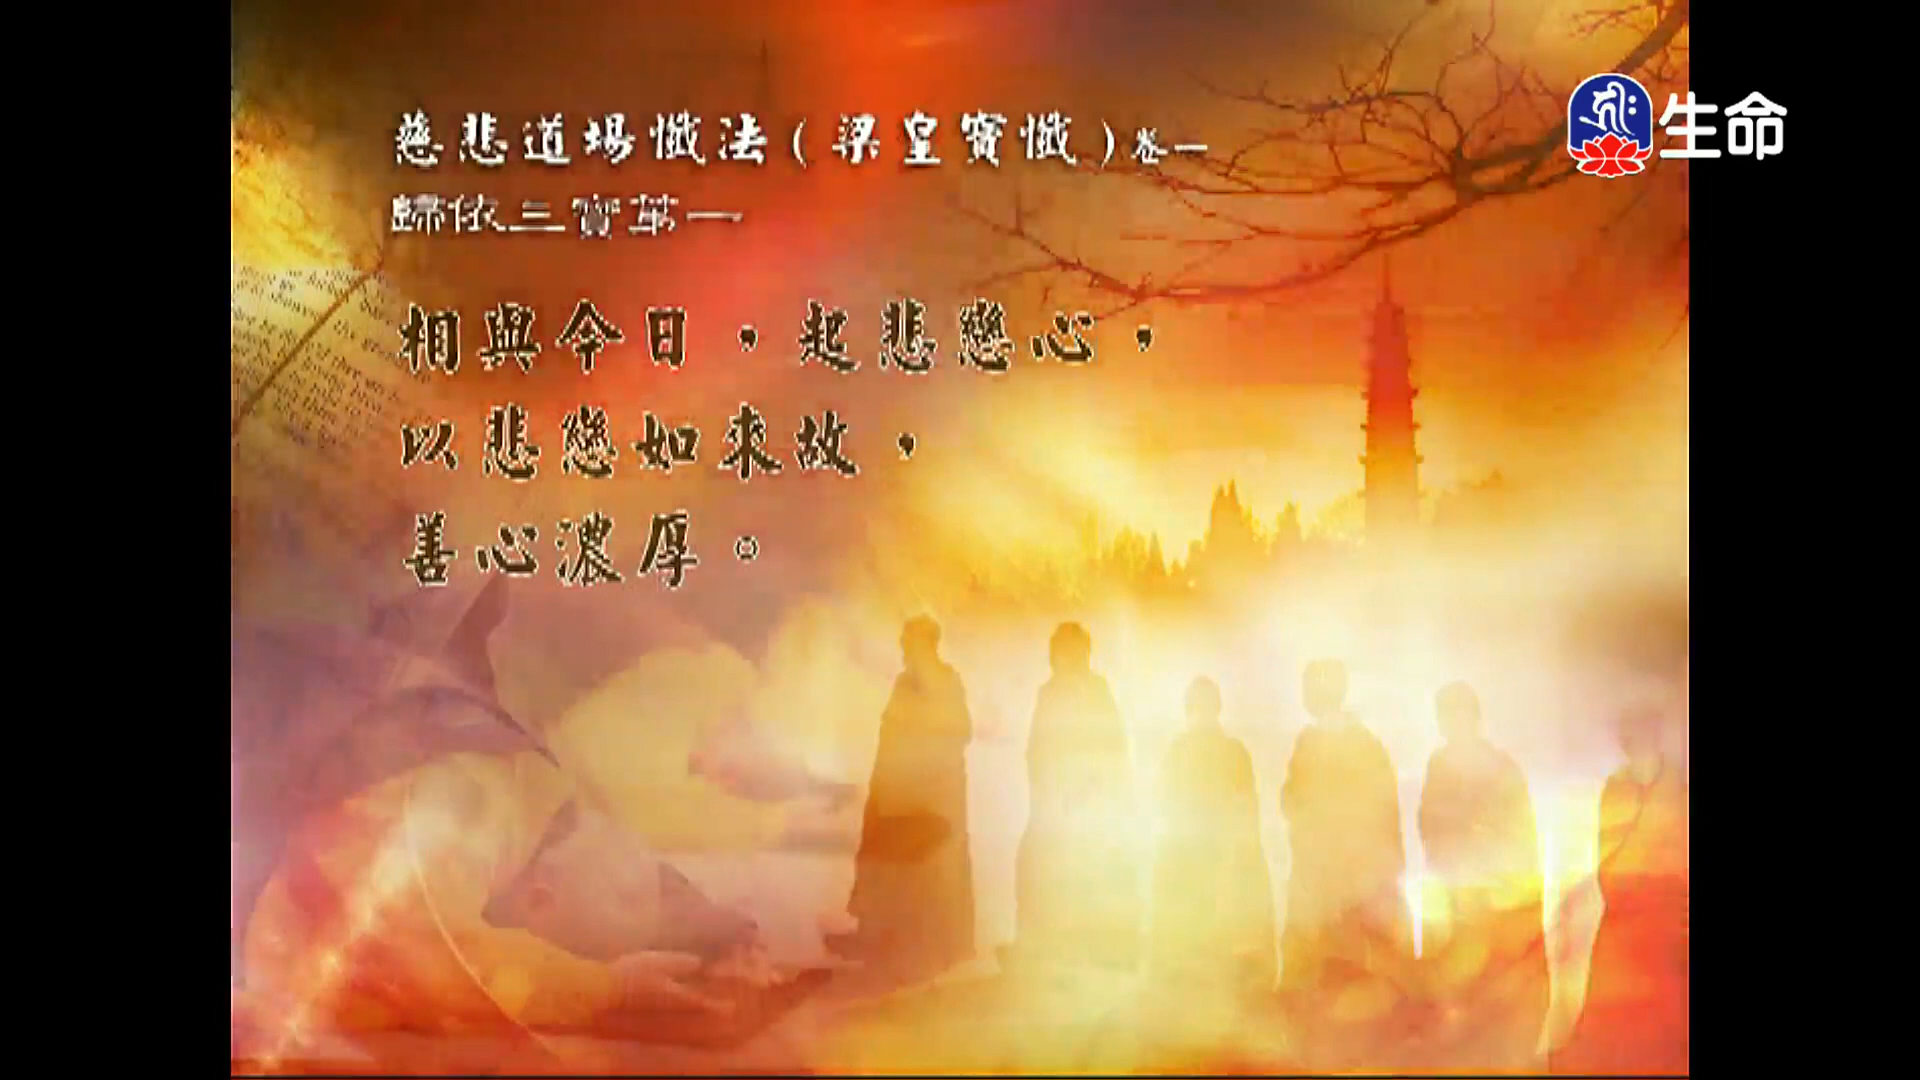 慈悲道場懺法(梁皇寶懺)卷一
歸依三寶第一
相與今日,起悲戀心,
以悲戀如來故,
善心濃厚。
生命